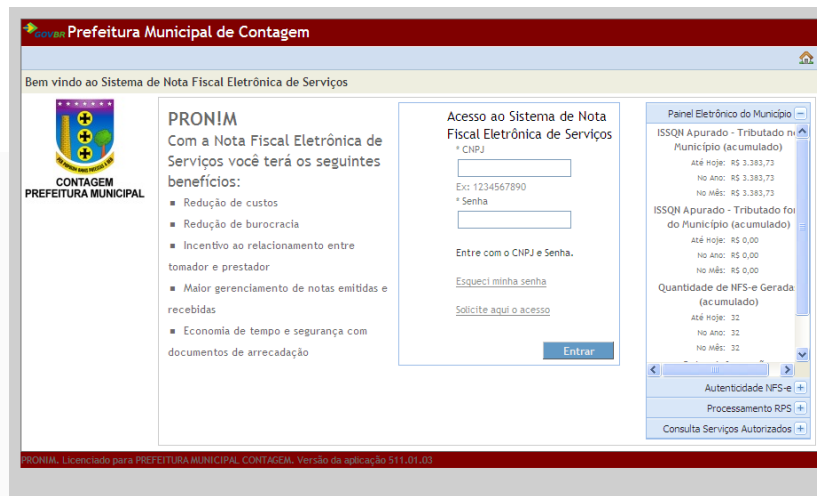 GOVBR Prefeitura Municipal de Contagem
Bem vindo ao Sistema de Nota Fiscal Eletrônica de Serviços
CONTAGEM
PREFEITURA MUNICIPAL
PRON!M
Com a Nota Fiscal Eletrônica de
Serviços você terá os seguintes
benefícios:
Redução de custos
Redução de burocracia
Incentivo ao relacionamento entre
tomador e prestador
Maior gerenciamento de notas emitidas e
recebidas
Economia de tempo e segurança com
documentos de arrecadação
Acesso ao Sistema de Nota
Fiscal Eletrônica de Serviços
* CNPJ
Ex: 1234567890
* Senha
Entre com o CNPJ e Senha.
Esqueci minha senha
Solicite aqui o acesso
Entrar
Painel Eletrônico do Município
ISSQN Apurado - Tributado n
Município (acumulado)
Até Hoje: R$ 3.383,73
No Ano: R$ 3.383,73
No Mês: R$ 3.383,73
ISSQN Apurado - Tributado fo
do Município (acumulado)
Até Hoje: R$ 0,00
No Ano: R$ 0,00
No Mês: R$ 0,00
Quantidade de NFS-e Gerada
(acumulado)
Até Hoje: 32
No Ano: 32
No Mês: 32
Autenticidade NFS-e
Processamento RPS
Consulta Serviços Autorizados
PRONIM. Licenciado para PREFEITURA MUNICIPAL CONTAGEM. Versão da aplicação 511.01.03